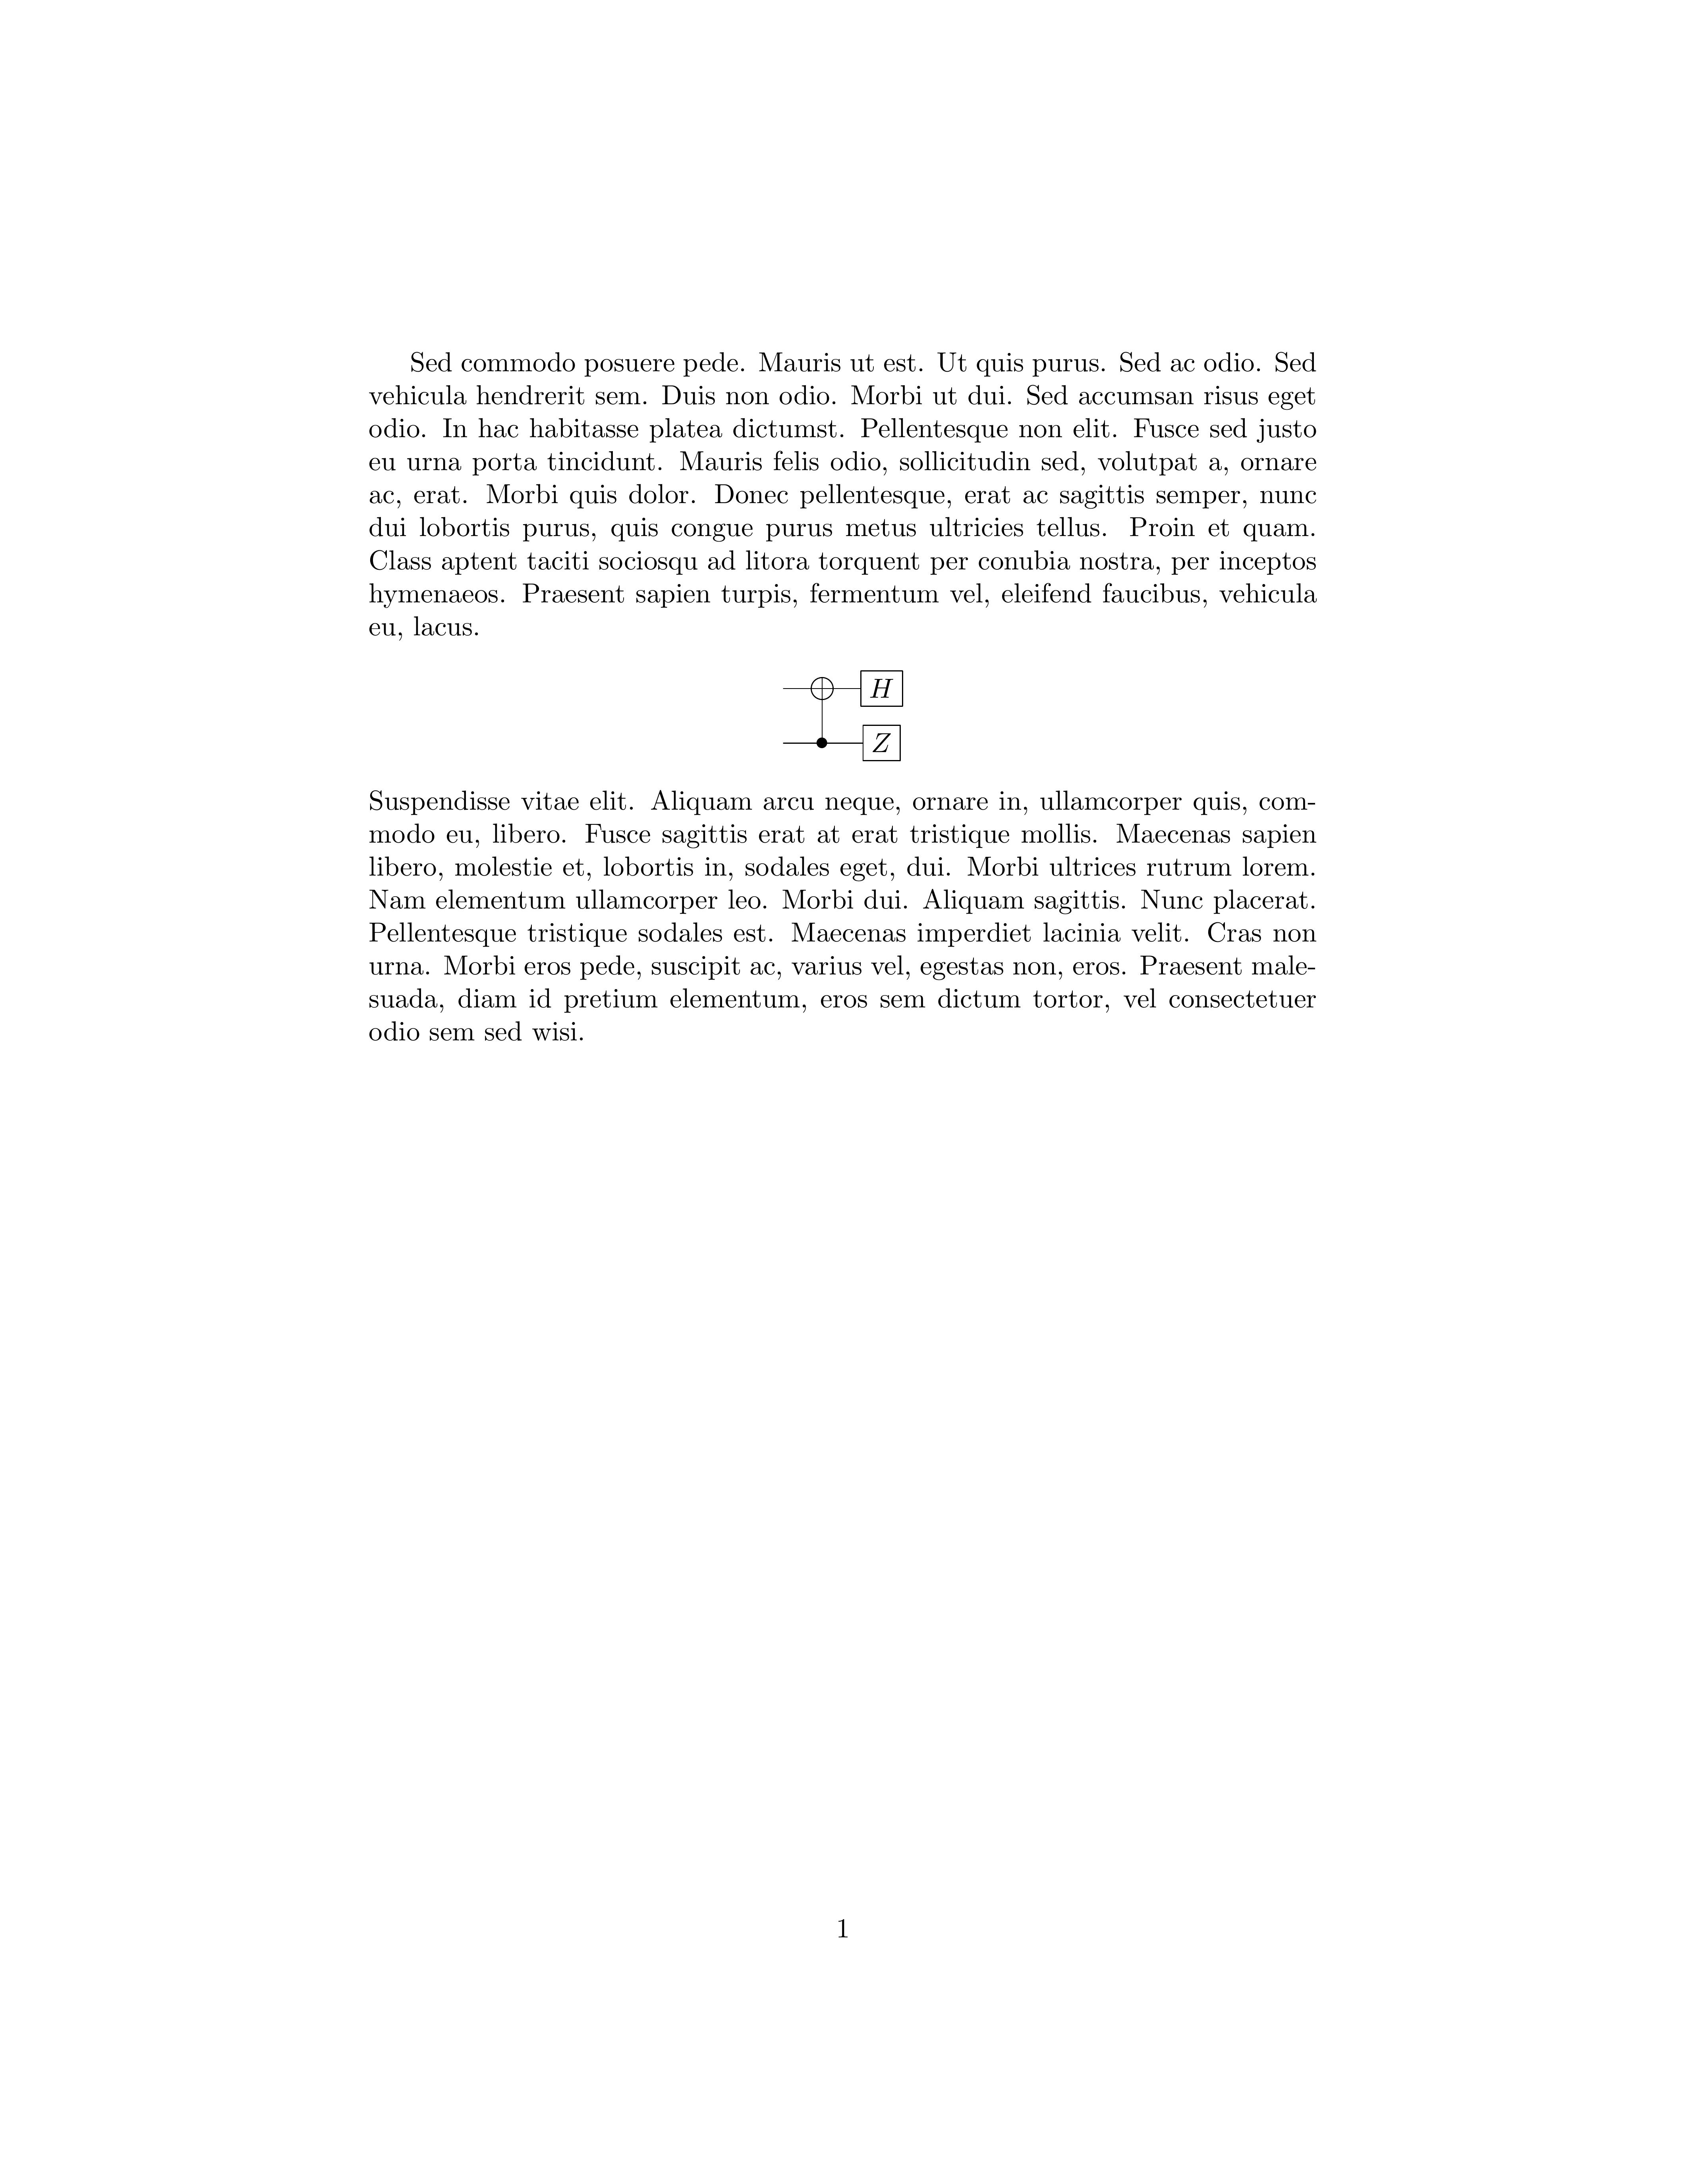 Sed commodo posuere pede. Mauris ut est. Ut quis purus. Sed ac odio. Sed
vehicula hendrerit sem. Duis non odio. Morbi ut dui. Sed accumsan risus eget
odio. In hac habitasse platea dictumst. Pellentesque non elit. Fusce sed justo
eu urna porta tincidunt. Mauris felis odio, sollicitudin sed, volutpat a, ornare
ac, erat. Morbi quis dolor. Donec pellentesque, erat ac sagittis semper, nunc
dui lobortis purus, quis congue purus metus ultricies tellus. Proin et quam.
Class aptent taciti sociosqu ad litora torquent per conubia nostra, per inceptos
hymenaeos. Praesent sapien turpis, fermentum vel, eleifend faucibus, vehicula
eu, lacus.
H
Z
Suspendisse vitae elit. Aliquam arcu neque, ornare in, ullamcorper quis, com-
modo eu, libero. Fusce sagittis erat at erat tristique mollis. Maecenas sapien
libero, molestie et, lobortis in, sodales eget, dui. Morbi ultrices rutrum lorem.
Nam elementum ullamcorper leo. Morbi dui. Aliquam sagittis. Nunc placerat.
Pellentesque tristique sodales est. Maecenas imperdiet lacinia velit. Cras non
urna. Morbi eros pede, suscipit ac, varius vel, egestas non, eros. Praesent male-
suada, diam id pretium elementum, eros sem dictum tortor, vel consectetuer
odio sem sed wisi.
1